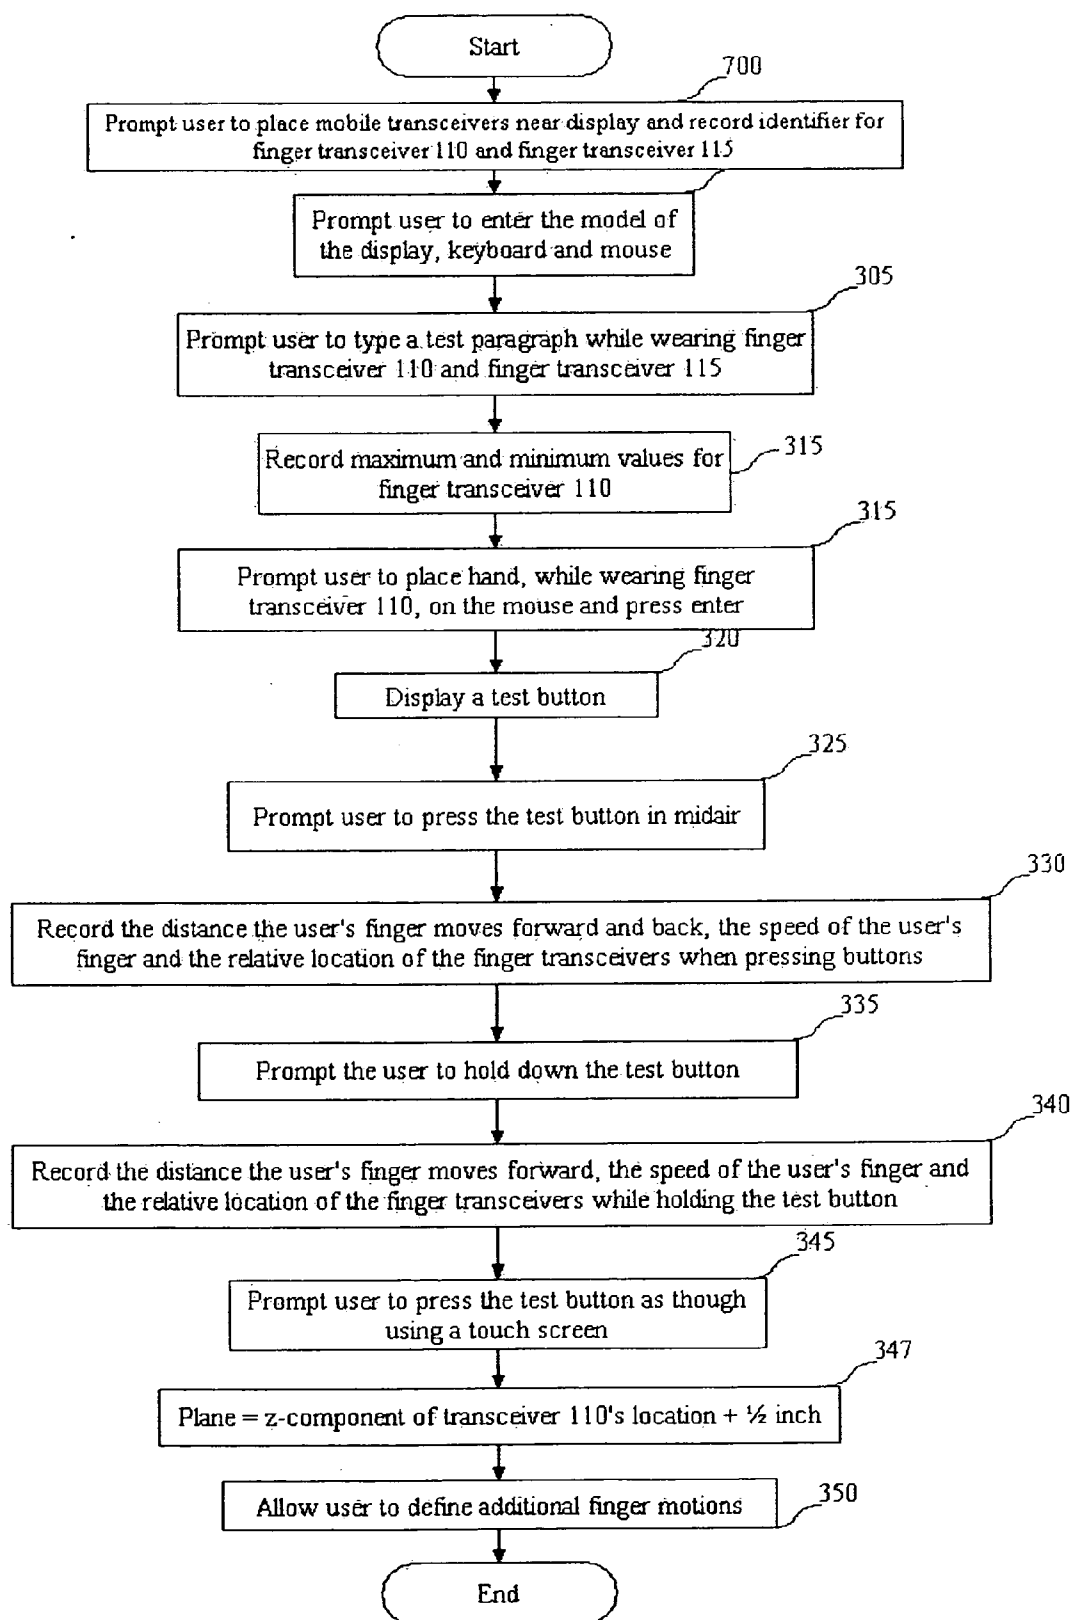 Start
700
Prompt user to place mobile transceivers near display and record identifier for
finger transceiver 110 and finger transceiver 115
Prompt user to enter the model of
the display, keyboard and mouse
305
Prompt user to type a test paragraph while wearing finger
transceiver 110 and finger transceiver 115
Record maximum and minimum values for
finger transceiver 110
315
315
Prompt user to place hand, while wearing finger
transceiver 110, on the mouse and press enter
320
Display a test button
325
Prompt user to press the test button in midair
330
Record the distance the user's finger moves forward and back, the speed of the user's
finger and the relative location of the finger transceivers when pressing buttons
335
Prompt the user to hold down the test button
340
Record the distance the user's finger moves forward, the speed of the user's finger and
the relative location of the finger transceivers while holding the test button
345
Prompt user to press the test button as though
using a touch screen
347
Plane = z-component of transceiver 110's location + ½ inch
Allow user to define additional finger motions
350
End